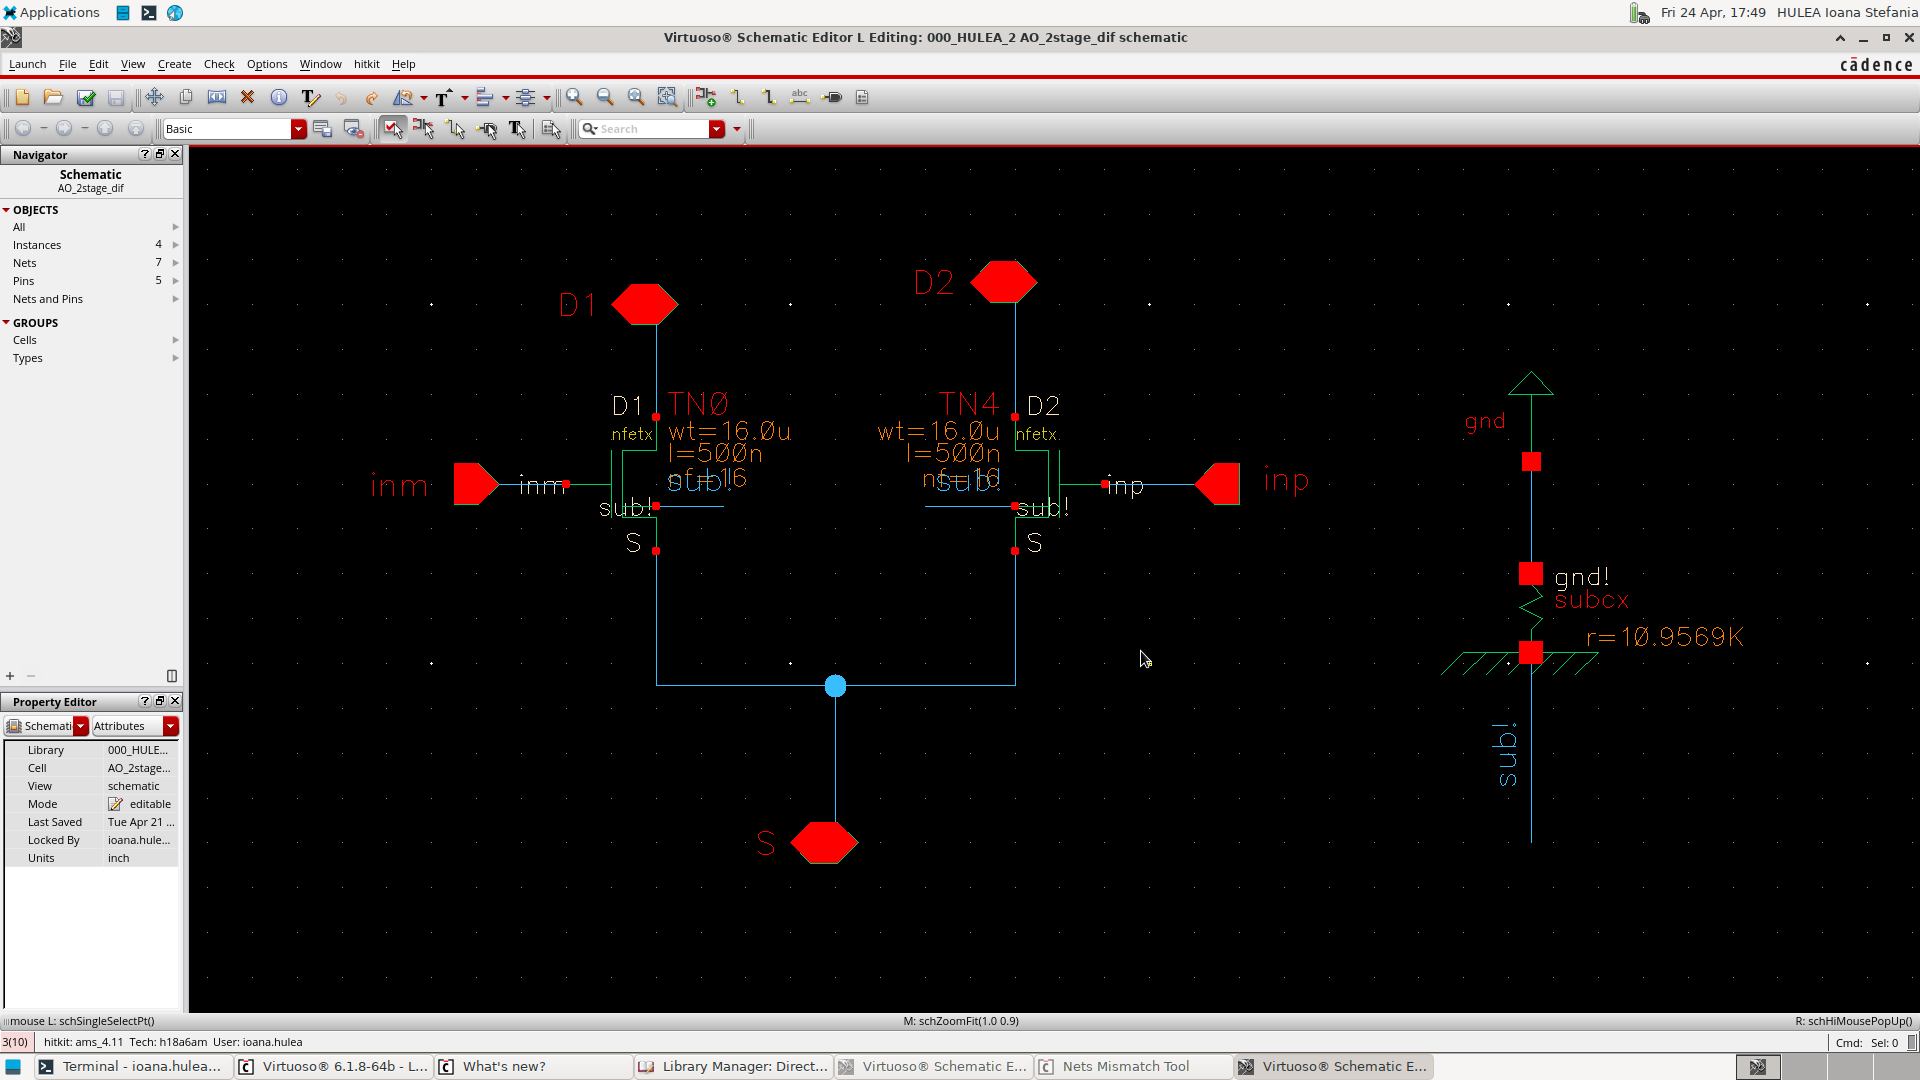 Applications
Fri 24 Apr, 17:49 HULEA Ioana Stefania
Virtuoso® Schematic Editor L Editing: 000_HULEA_2 AO_2stage_dif schematic
Launch File Edit View Create Check Options Window hitkit Help
cādence
Basic
Search
Navigator
Schematic
AO_2stage_dif
OBJECTS
All
Instances 4
Nets 7
Pins 5
Nets and Pins
GROUPS
Cells
Types
Property Editor
Schemati Attributes
Library 000_HULE...
Cell AO_2stage...
View schematic
Mode editable
Last Saved Tue Apr 21 ...
Locked By ioana.hule...
Units inch
D1
D2
D1 TN0
nfetx wt=16.0u
l=500n
nf=16
sub!
inm
inm
sub!
S
TN4 D2
wt=16.0u nfetx
l=500n
nf=16
sub!
inp
inp
sub!
S
S
gnd
gnd!
subcx
r=10.9569K
sub!
mouse L: schSingleSelectPt()
M: schZoomFit(1.0 0.9)
R: schHiMousePopUp()
3(10) hitkit: ams_4.11 Tech: h18a6am User: ioana.hulea
Cmd: Sel: 0
Terminal - ioana.hulea...
Virtuoso® 6.1.8-64b - L...
What's new?
Library Manager: Direct...
Virtuoso® Schematic E...
Nets Mismatch Tool
Virtuoso® Schematic E...